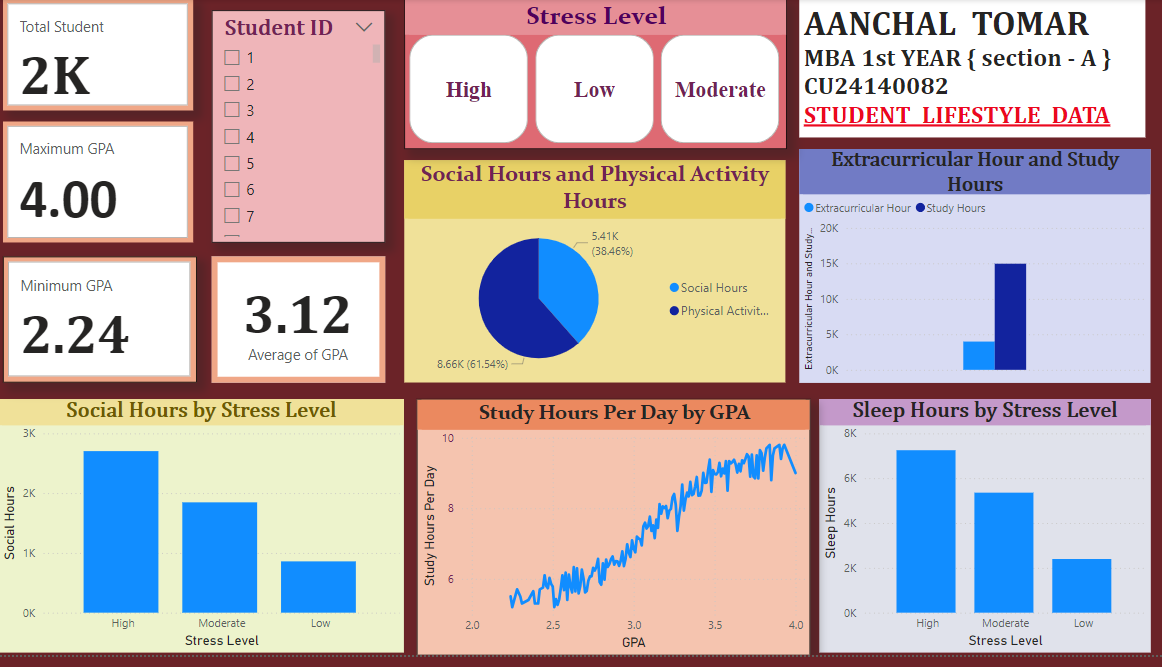 Total Student
2K
Maximum GPA
4.00
Minimum GPA
2.24
Student ID
1
2
3
4
5
6
7
3.12
Average of GPA
Stress Level
High
Low
Moderate
AANCHAL TOMAR
MBA 1st YEAR { section - A }
CU24140082
STUDENT LIFESTYLE DATA
Social Hours and Physical Activity
Hours
5.41K
(38.46%)
8.66K (61.54%)
Social Hours
Physical Activit...
Extracurricular Hour and Study
Hours
Extracurricular Hour Study Hours
Extracurricular Hour and Study...
20K
15K
10K
5K
0K
Social Hours by Stress Level
Social Hours
3K
2K
1K
0K
High Moderate Low
Stress Level
Study Hours Per Day by GPA
Study Hours Per Day
10
8
6
2.0 2.5 3.0 3.5 4.0
GPA
Sleep Hours by Stress Level
Sleep Hours
8K
6K
4K
2K
0K
High Moderate Low
Stress Level